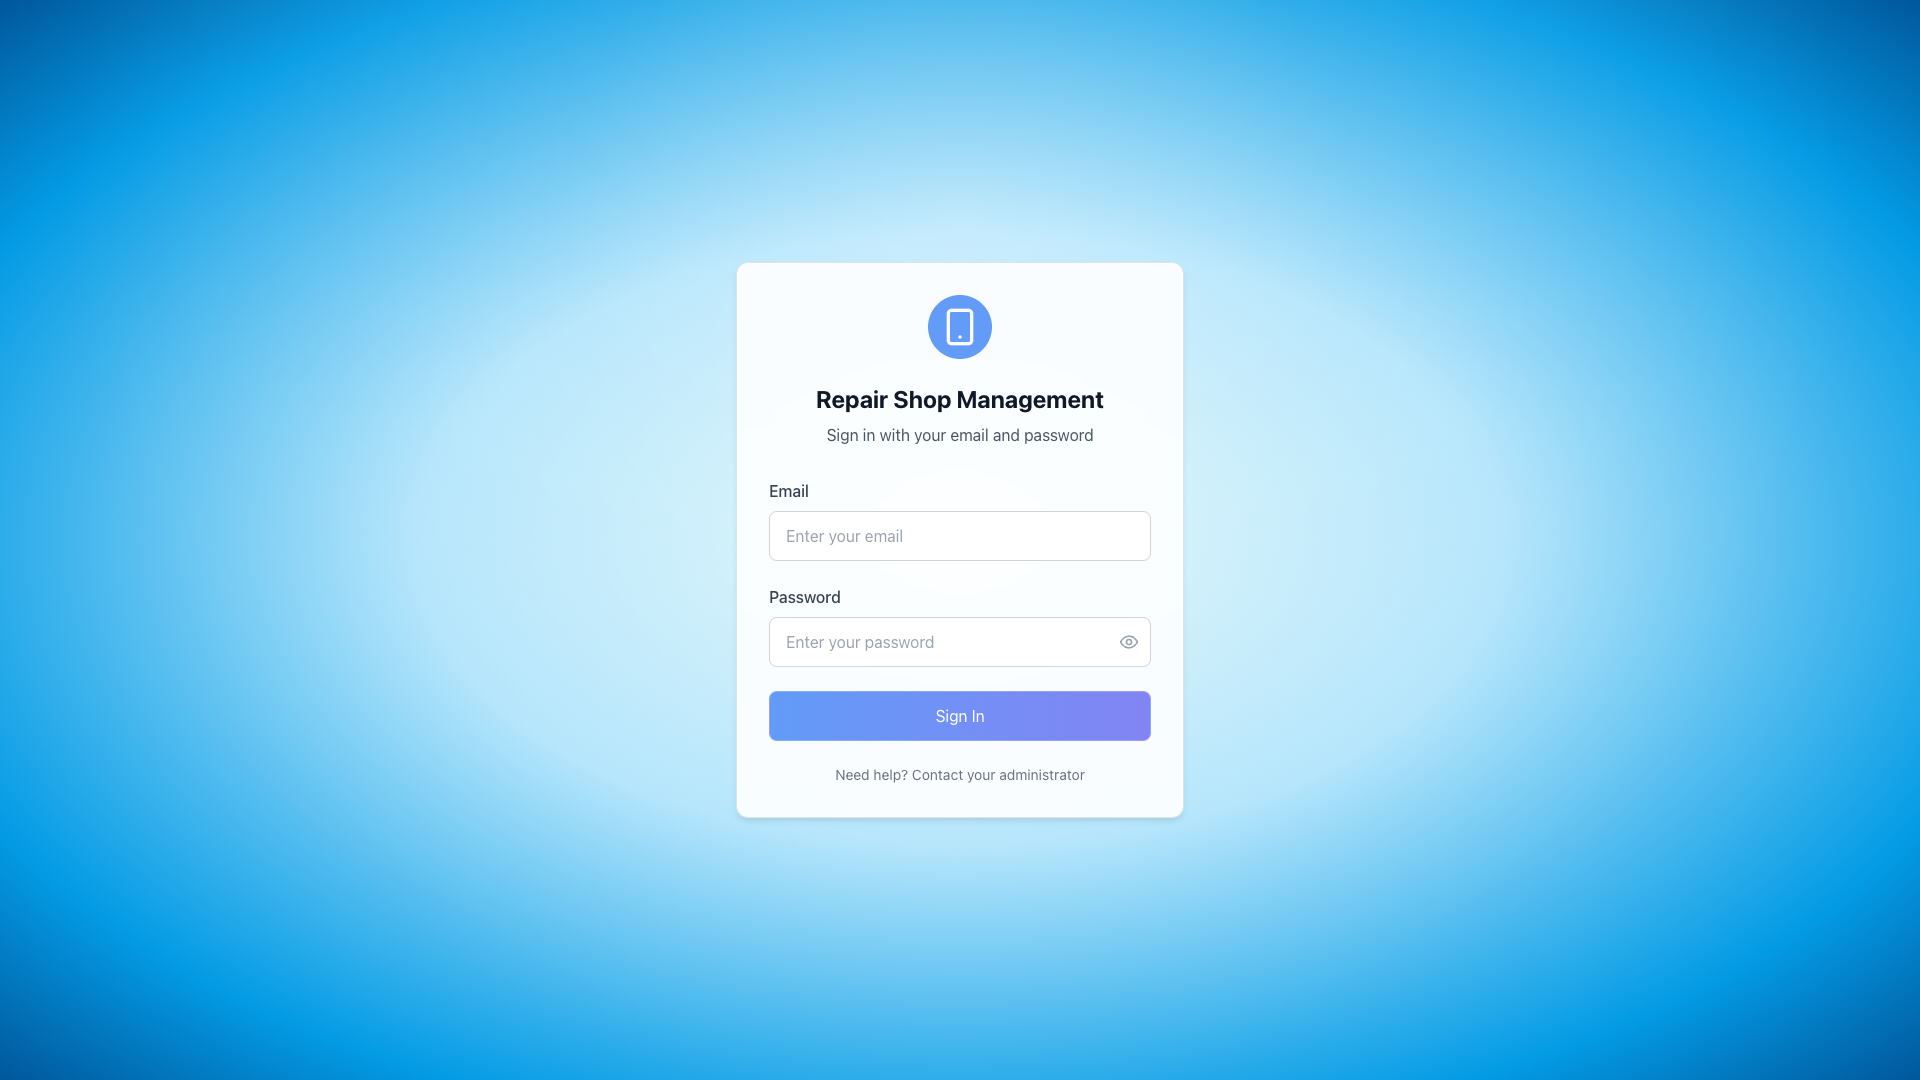 Repair Shop Management
Sign in with your email and password
Email
Enter your email
Password
Enter your password
Sign In
Need help? Contact your administrator